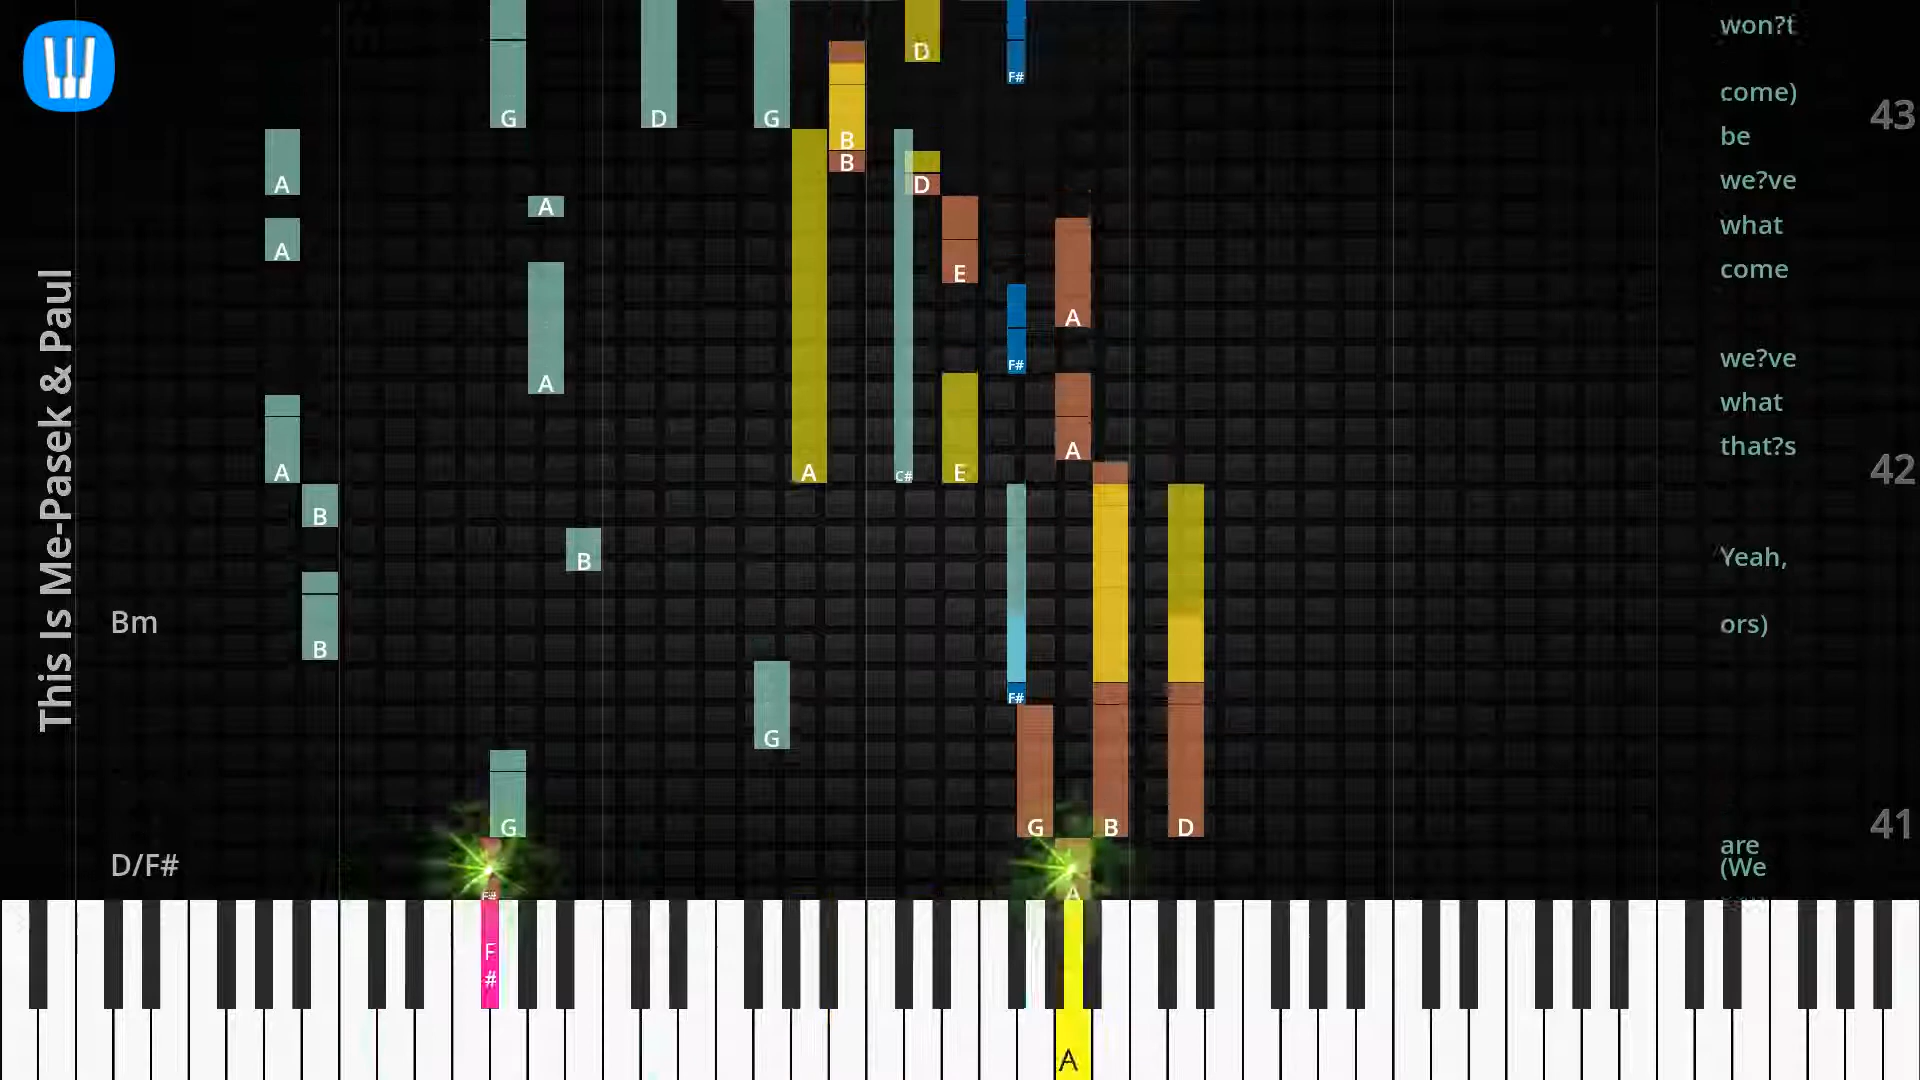 This Is Me-Pasek & Paul
won?t
D
F#
come)
43
G
D
G
be
B
B
we?ve
A
D
A
what
A
come
E
A
we?ve
F#
A
what
that?s
A
42
A
A
C#
E
B
Yeah,
B
Bm
ors)
B
F#
G
41
G
G
B
D
are
D/F#
(We
F#
A
F
#
A